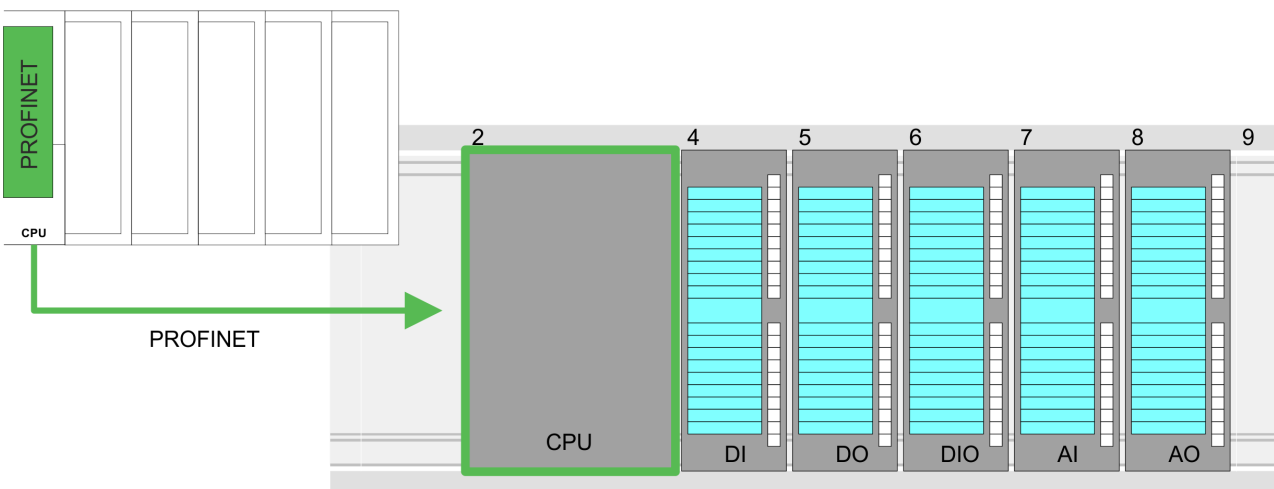 PROFINET
CPU
PROFINET
2 4 5 6 7 8 9
CPU DI DO DIO AI AO